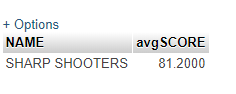 + Options
NAME avgSCORE
SHARP SHOOTERS 81.2000